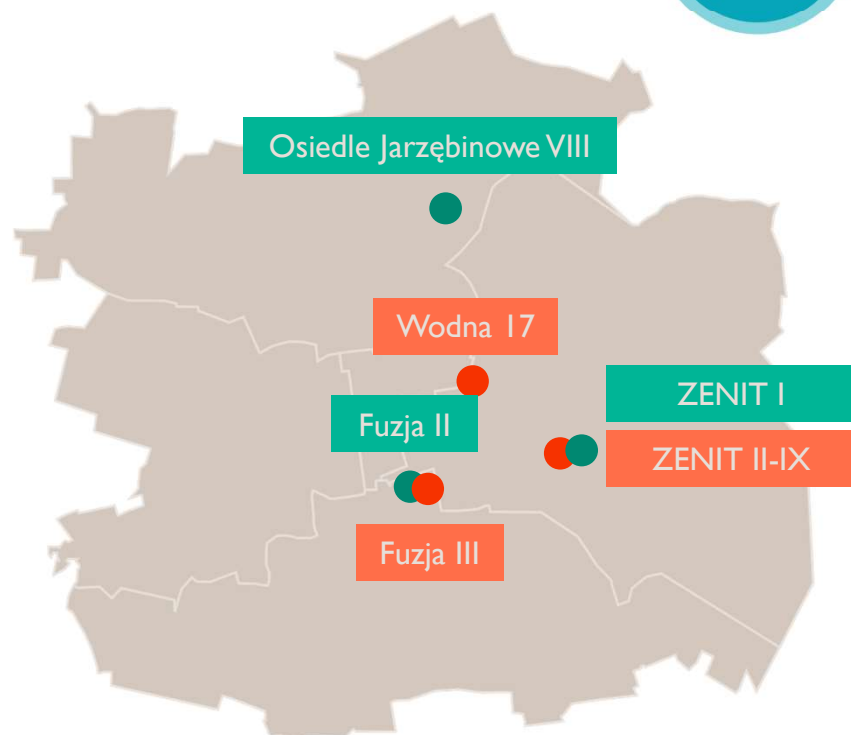 Osiedle Jarzębinowe VIII
Wodna 17
ZENIT I
Fuzja II
ZENIT II-IX
Fuzja III